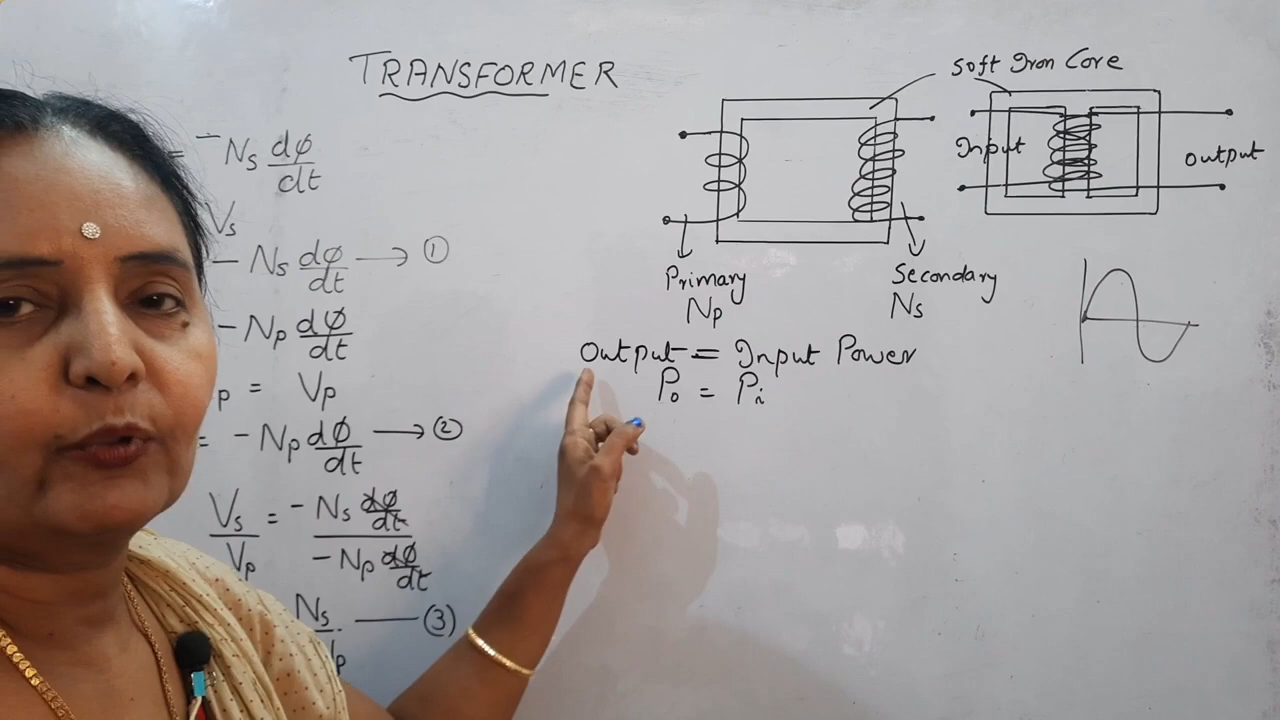 TRANSFORMER
= - Ns dφ/dt
Vs
- Ns dφ/dt → ①
- Np dφ/dt
p = Vp
= - Np dφ/dt → ②
Vs/Vp = - Ns dφ/dt / - Np dφ/dt
Ns/Np — ③
Soft Iron Core
Input
Output
Primary
Np
Secondary
Ns
Output = Input Power
Po = Pi